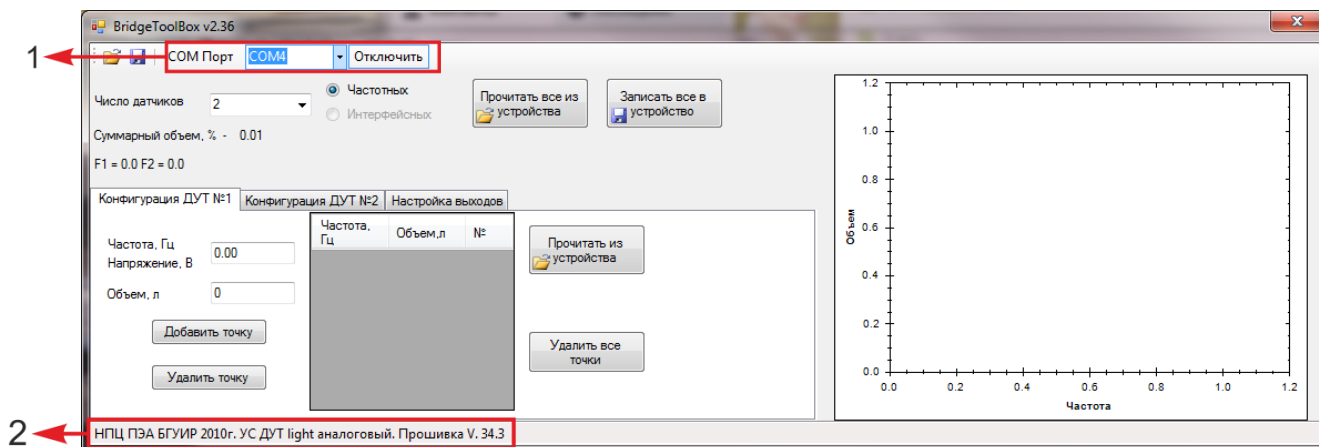 BridgeToolBox v2.36
1
COM Порт COM4 Отключить
Число датчиков 2
Частотных
Интерфейсных
Прочитать все из
устройства
Записать все в
устройство
Суммарный объем, % - 0.01
F1 = 0.0 F2 = 0.0
Конфигурация ДУТ №1 Конфигурация ДУТ №2 Настройка выходов
Частота, Гц
Напряжение, В
0.00
Объем, л 0
Добавить точку
Удалить точку
Частота,
Гц
Объем,л №
Прочитать из
устройства
Удалить все
точки
1.2
1.0
0.8
0.6
0.4
0.2
0.0
Объем
0.0 0.2 0.4 0.6 0.8 1.0 1.2
Частота
2
НПЦ ПЭА БГУИР 2010г. УС ДУТ light аналоговый. Прошивка V. 34.3